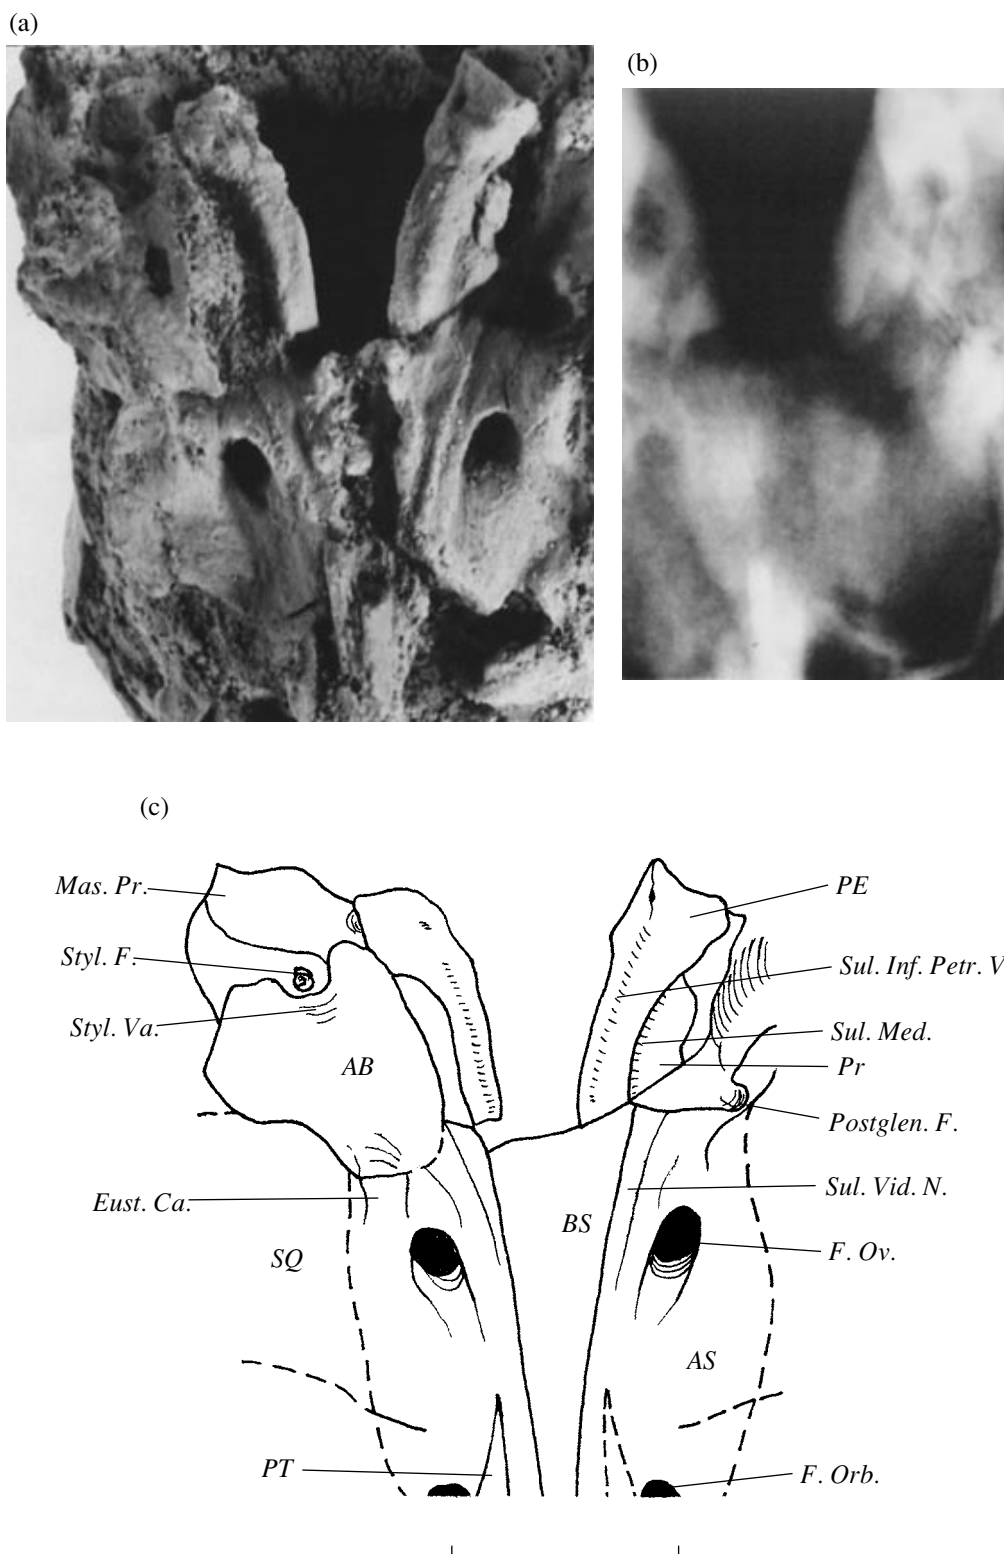 (a)
(b)
(c)
Mas. Pr.
PE
Styl. F.
Sul. Inf. Petr. V
Styl. Va.
Sul. Med.
AB
Pr
Postglen. F.
Eust. Ca.
Sul. Vid. N.
BS
SQ
F. Ov.
AS
PT
F. Orb.